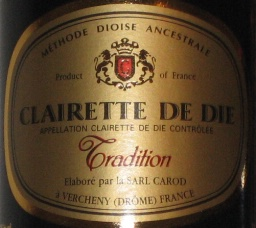 MÉTHODE DIOISE ANCESTRALE
Product of France
CLAIRETTE DE DIE
APPELLATION CLAIRETTE DE DIE CONTRÔLÉE
Tradition
Elaboré par la SARL CAROD
à VERCHENY (DRÔME) FRANCE